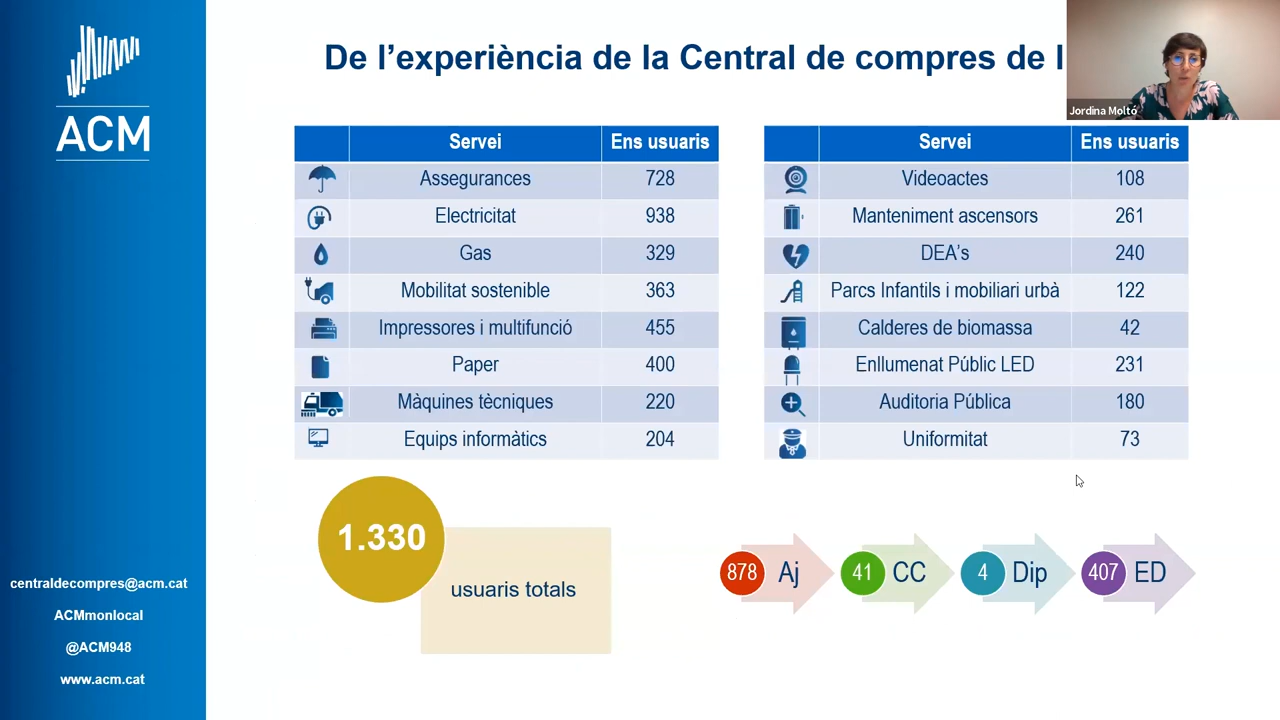 ACM
centraldecompres@acm.cat
ACMmonlocal
@ACM948
www.acm.cat
De l’experiència de la Central de compres de l
Jordina Moltó
Servei Ens usuaris
Assegurances 728
Electricitat 938
Gas 329
Mobilitat sostenible 363
Impressores i multifunció 455
Paper 400
Màquines tècniques 220
Equips informàtics 204
Servei Ens usuaris
Videoactes 108
Manteniment ascensors 261
DEA’s 240
Parcs Infantils i mobiliari urbà 122
Calderes de biomassa 42
Enllumenat Públic LED 231
Auditoria Pública 180
Uniformitat 73
1.330
usuaris totals
878 Aj
41 CC
4 Dip
407 ED